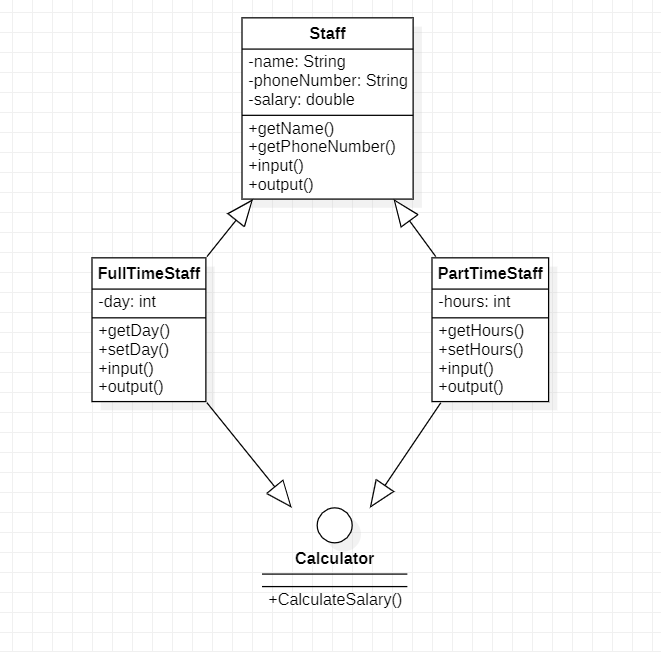 Staff
-name: String
-phoneNumber: String
-salary: double
+getName()
+getPhoneNumber()
+input()
+output()
FullTimeStaff
-day: int
+getDay()
+setDay()
+input()
+output()
PartTimeStaff
-hours: int
+getHours()
+setHours()
+input()
+output()
Calculator
+CalculateSalary()